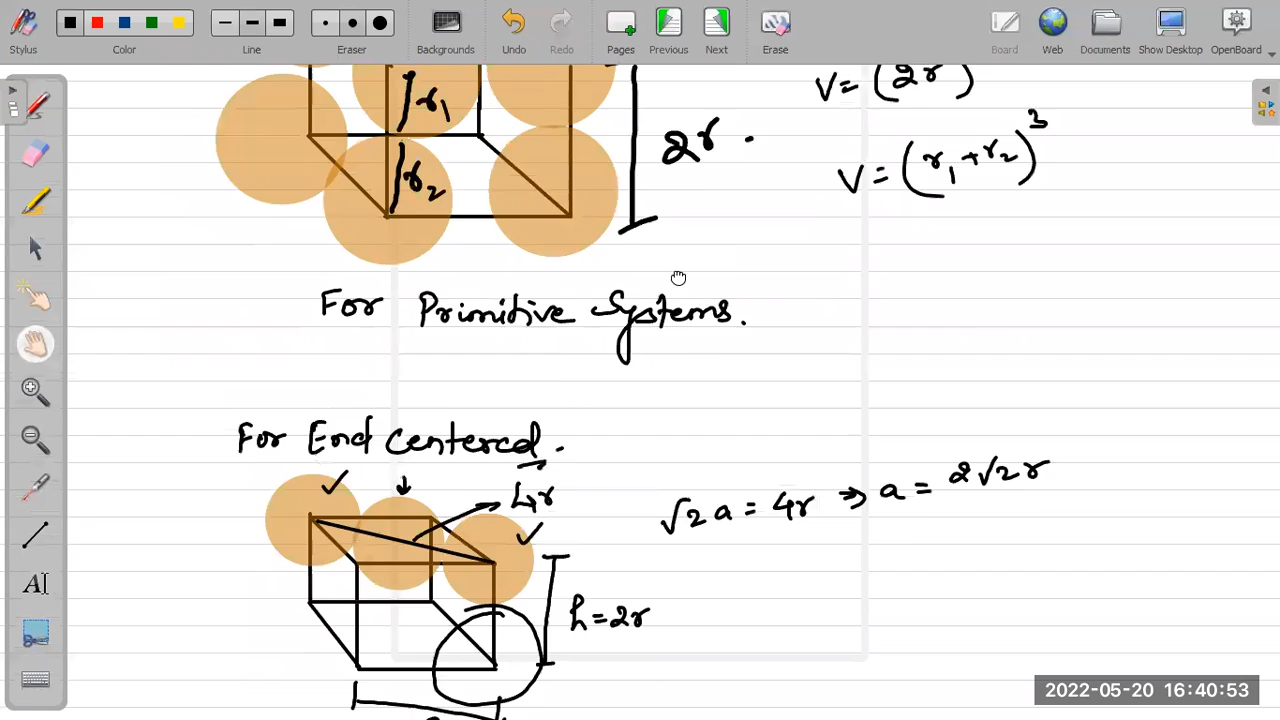 Stylus
Color
Line
Eraser
Backgrounds
Undo
Redo
Pages
Previous
Next
Erase
Board
Web
Documents
Show Desktop
OpenBoard
V = (2r)
r1
2r.
V = (r1+r2)^3
r2
For Primitive Systems.
For End Centered.
4r
√2 a = 4r ⇒ a = 2√2 r
h = 2r
2022-05-20 16:40:53